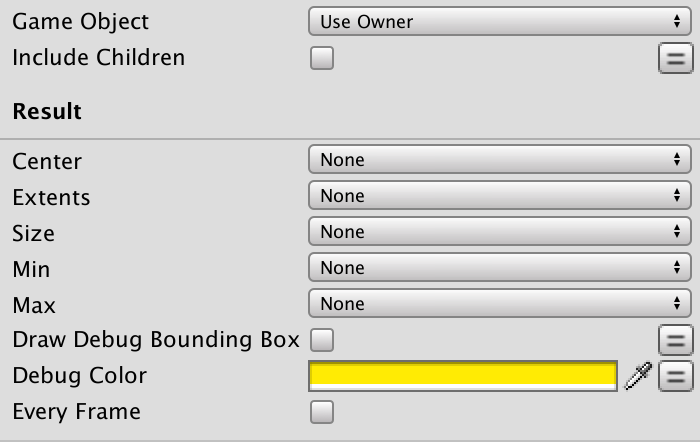 Game Object Use Owner
Include Children
Result
Center None
Extents None
Size None
Min None
Max None
Draw Debug Bounding Box
Debug Color
Every Frame